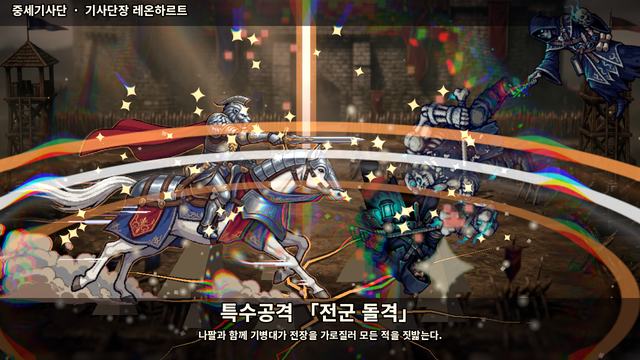 중세기사단 · 기사단장 레온하르트
특수공격 「전군 돌격」
나팔과 함께 기병대가 전장을 가로질러 모든 적을 짓밟는다.